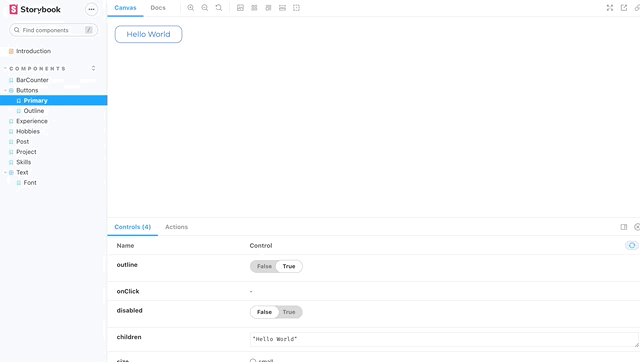 Storybook
Canvas Docs
Find components /
Hello World
Introduction
COMPONENTS
BarCounter
Buttons
Primary
Outline
Experience
Hobbies
Post
Project
Skills
Text
Font
Controls (4) Actions
Name Control
outline False True
onClick -
disabled False True
children "Hello World"
size small